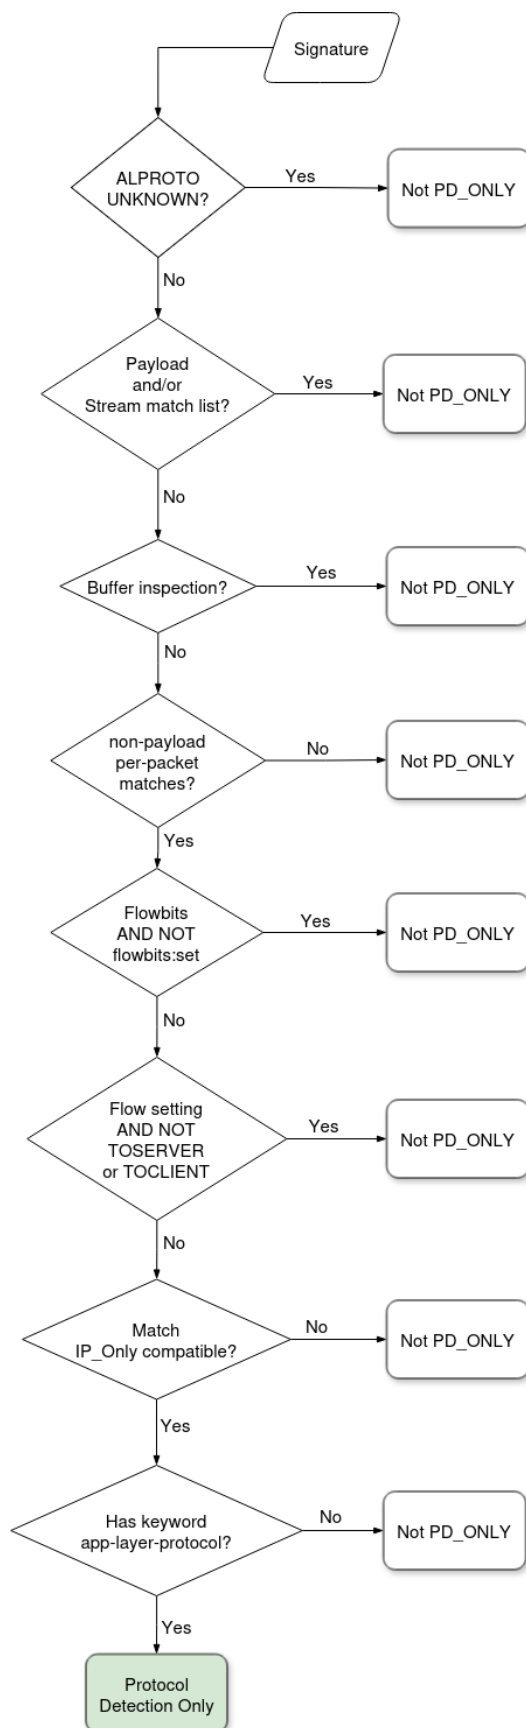 Signature
ALPROTO
UNKNOWN?
Yes
Not PD_ONLY
No
Payload
and/or
Stream match list?
Yes
Not PD_ONLY
No
Buffer inspection?
Yes
Not PD_ONLY
No
non-payload
per-packet
matches?
No
Not PD_ONLY
Yes
Flowbits
AND NOT
flowbits:set
Yes
Not PD_ONLY
No
Flow setting
AND NOT
TOSERVER
or TOCLIENT
Yes
Not PD_ONLY
No
Match
IP_Only compatible?
No
Not PD_ONLY
Yes
Has keyword
app-layer-protocol?
No
Not PD_ONLY
Yes
Protocol
Detection Only